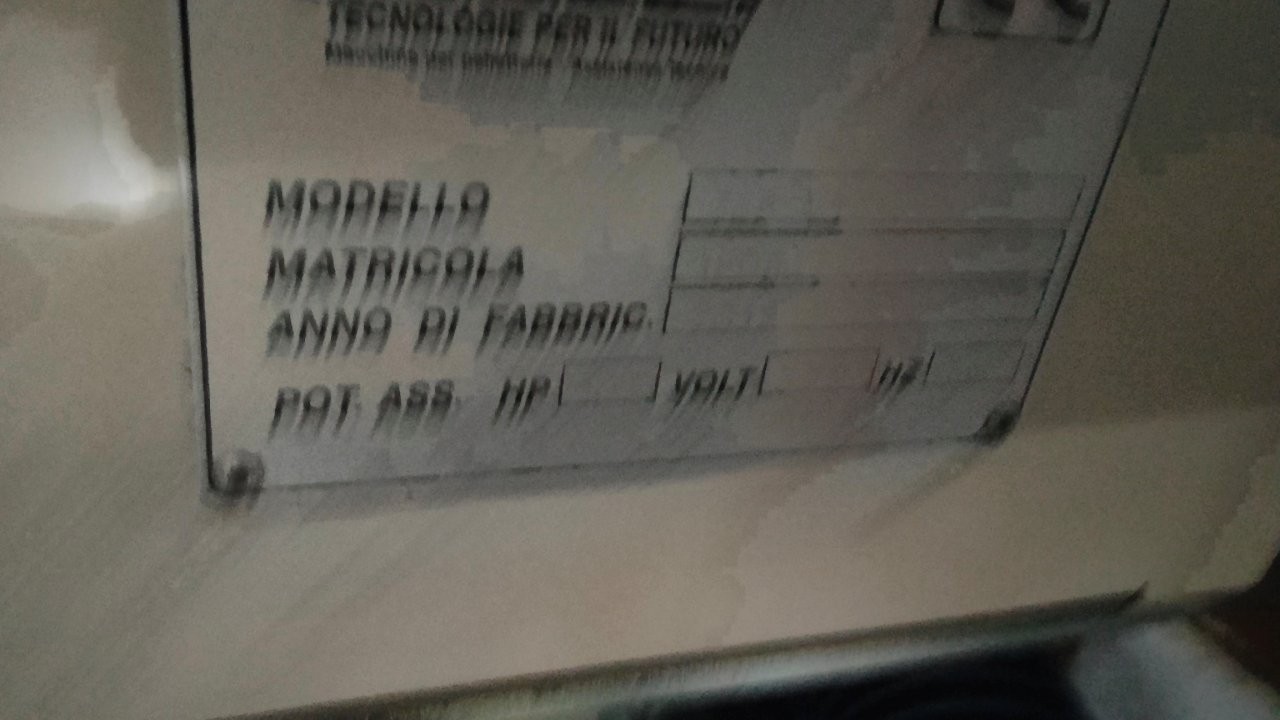 TECNOLOGIE PER IL FUTURO
MODELLO
MATRICOLA
ANNO DI FABBRIC.
POT. ASS. HP VOLT HZ